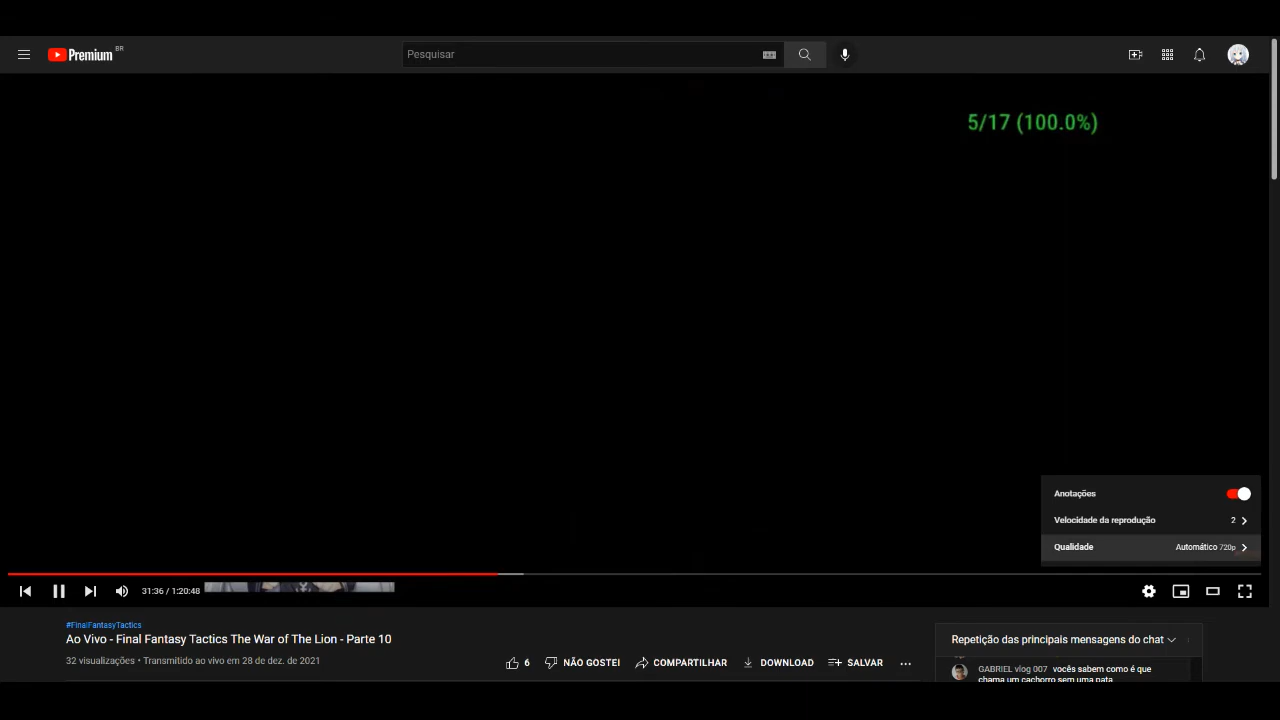 Premium BR
Pesquisar
5/17 (100.0%)
Anotações
Velocidade da reprodução 2
Qualidade Automático 720p
31:36 / 1:20:48
#FinalFantasyTactics
Ao Vivo - Final Fantasy Tactics The War of The Lion - Parte 10
32 visualizações • Transmitido ao vivo em 28 de dez. de 2021
6 NÃO GOSTEI COMPARTILHAR DOWNLOAD SALVAR ...
Repetição das principais mensagens do chat
GABRIEL vlog 007 vocês sabem como é que
chama um cachorro sem uma pata